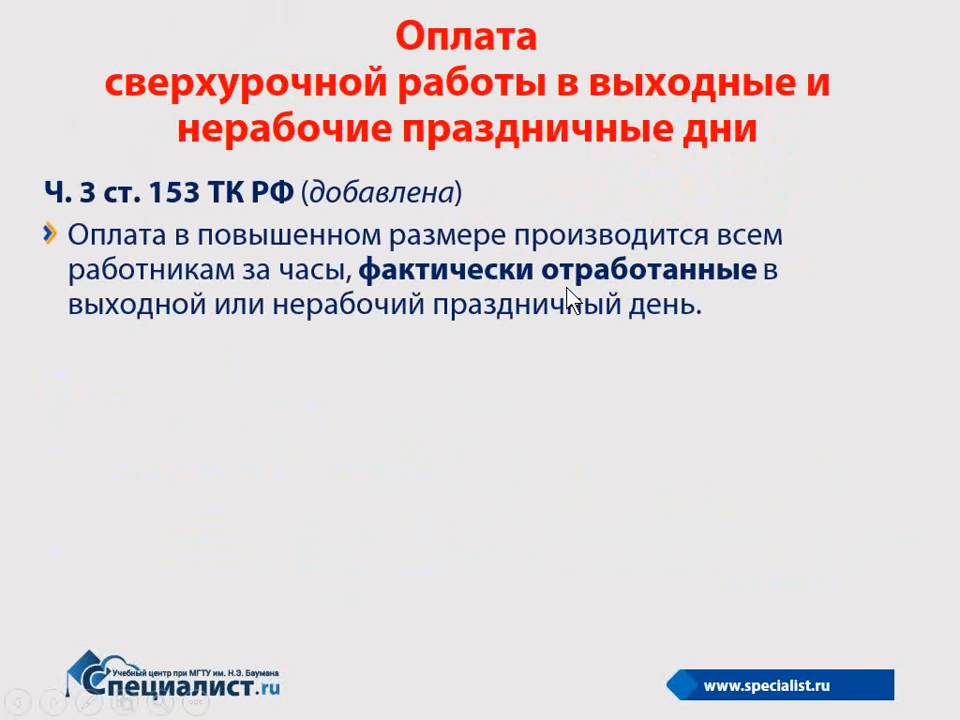 Оплата
сверхурочной работы в выходные и
нерабочие праздничные дни
Ч. 3 ст. 153 ТК РФ (добавлена)
Оплата в повышенном размере производится всем
работникам за часы, фактически отработанные в
выходной или нерабочий праздничный день.
Учебный центр при МГТУ им. Н.Э. Баумана
Специалист.ru
www.specialist.ru